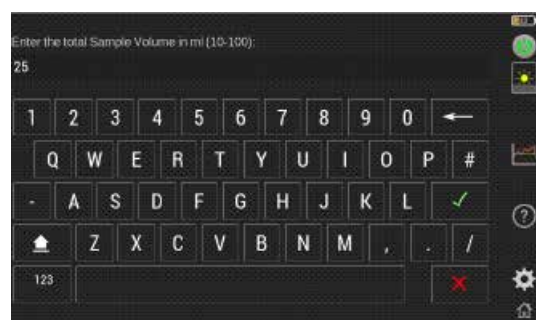 Enter the total Sample Volume in ml (10-100):
25
1 2 3 4 5 6 7 8 9 0
Q W E R T Y U I O P #
- A S D F G H J K L
Z X C V B N M , . /
123
?